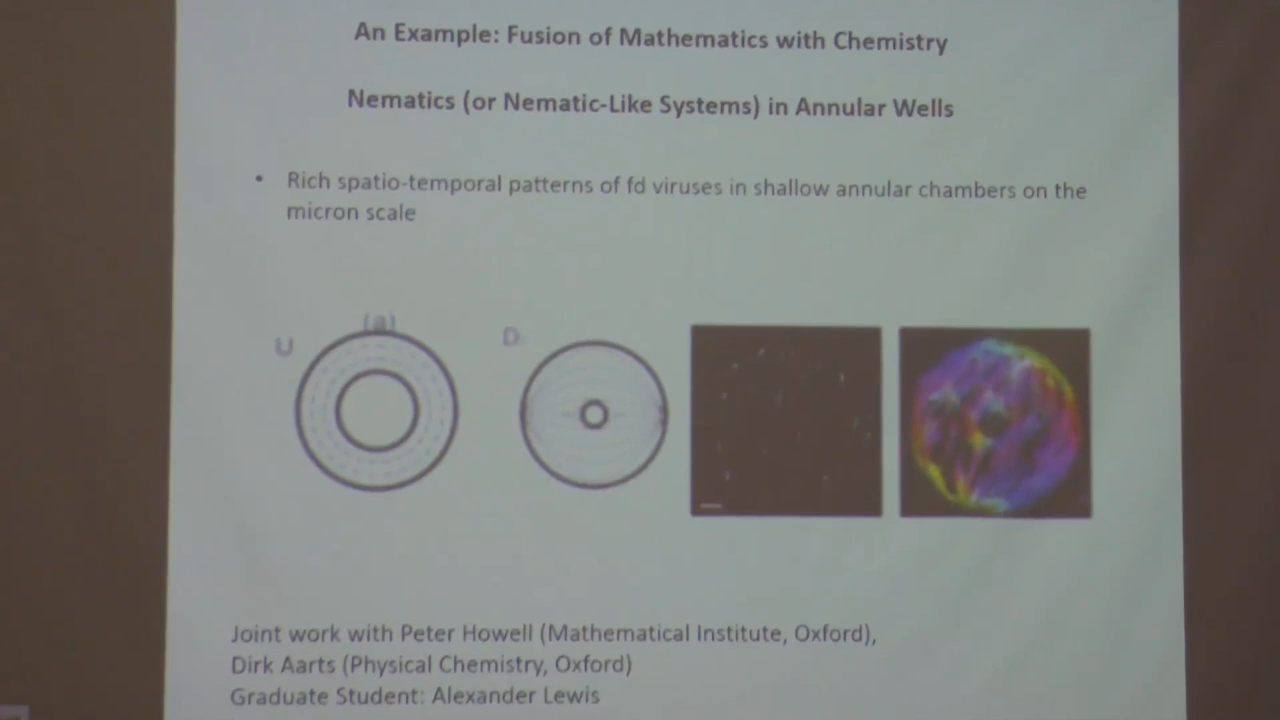 An Example: Fusion of Mathematics with Chemistry
Nematics (or Nematic-Like Systems) in Annular Wells
• Rich spatio-temporal patterns of fd viruses in shallow annular chambers on the
micron scale
(a)
U
D
Joint work with Peter Howell (Mathematical Institute, Oxford),
Dirk Aarts (Physical Chemistry, Oxford)
Graduate Student: Alexander Lewis